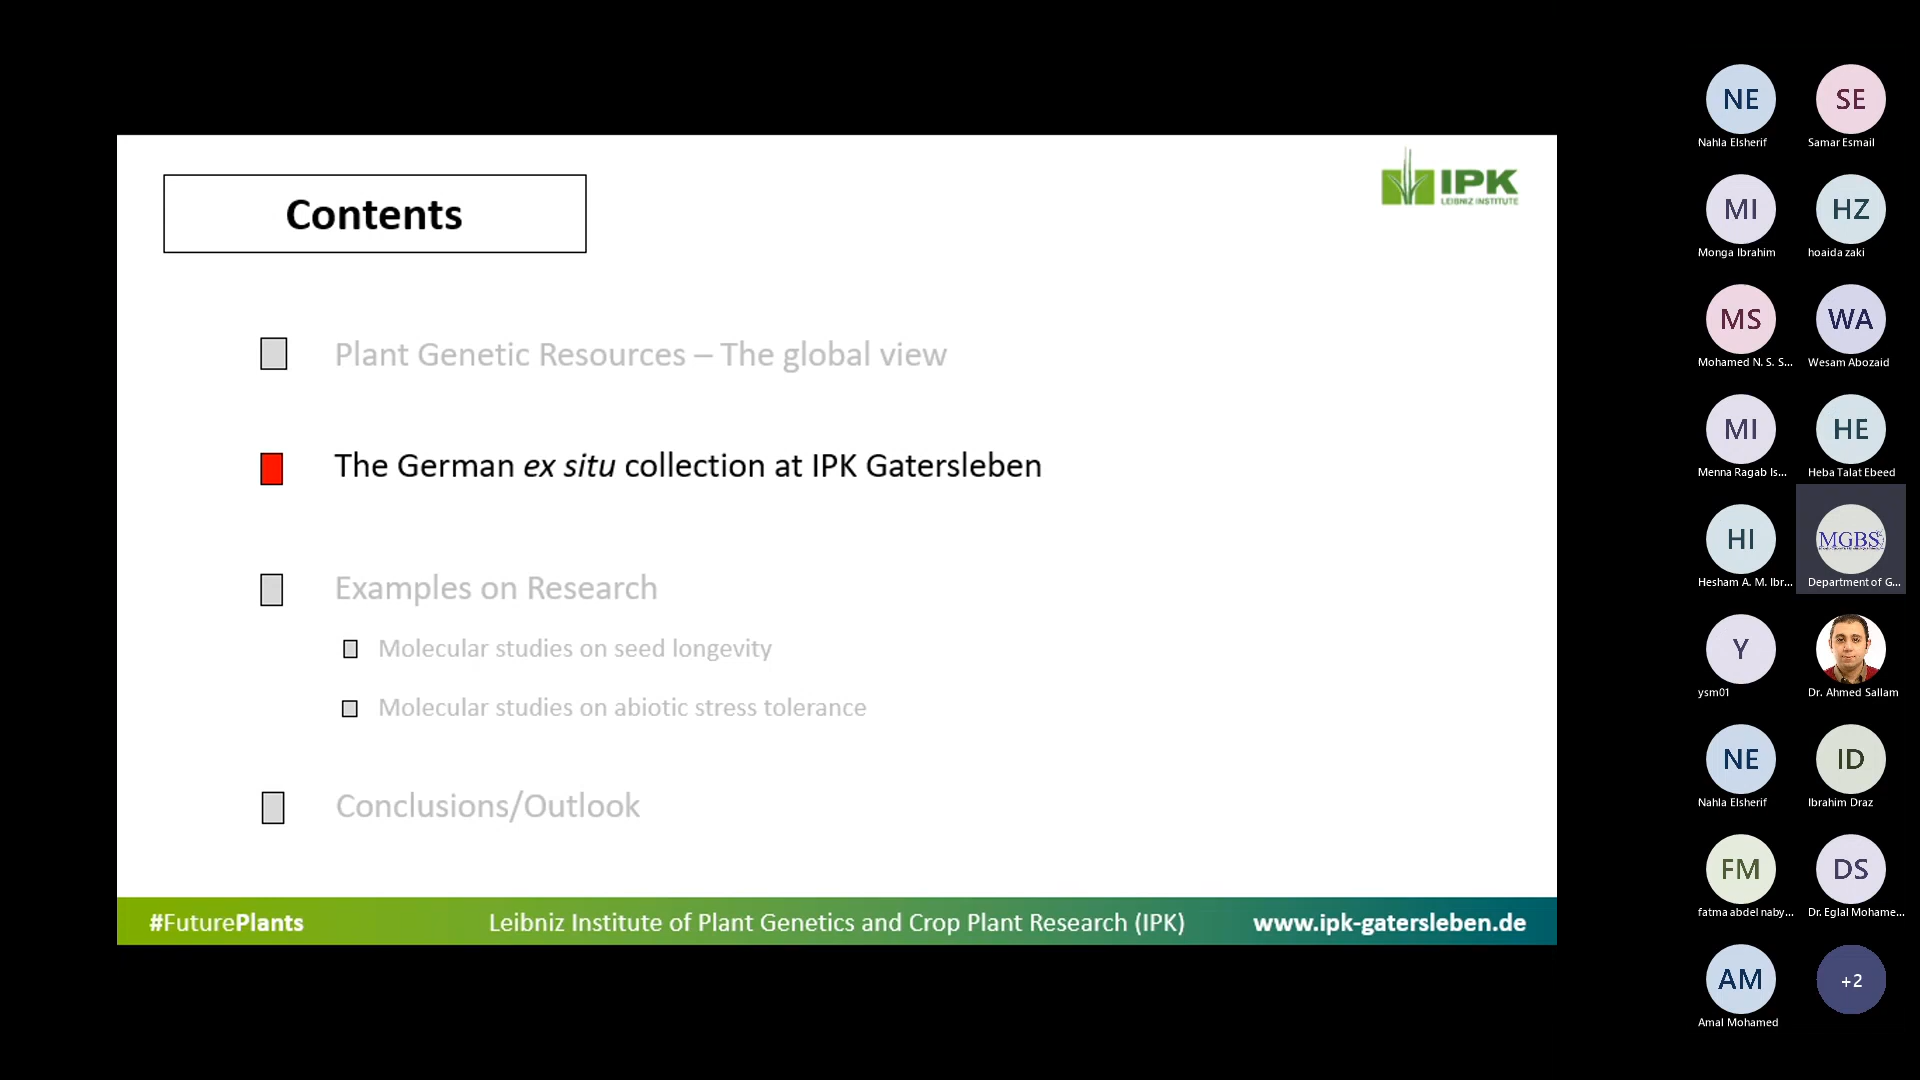 Contents
IPK
LEIBNIZ INSTITUTE
Plant Genetic Resources – The global view
The German ex situ collection at IPK Gatersleben
Examples on Research
Molecular studies on seed longevity
Molecular studies on abiotic stress tolerance
Conclusions/Outlook
#FuturePlants
Leibniz Institute of Plant Genetics and Crop Plant Research (IPK)
www.ipk-gatersleben.de
NE
Nahla Elsherif
SE
Samar Esmail
MI
Monga Ibrahim
HZ
hoaida zaki
MS
Mohamed N. S. S...
WA
Wesam Abozaid
MI
Menna Ragab Is...
HE
Heba Talat Ebeed
HI
Hesham A. M. Ibr...
MGBS
Department of G...
Y
ysm01
Dr. Ahmed Sallam
NE
Nahla Elsherif
ID
Ibrahim Draz
FM
fatma abdel naby...
DS
Dr. Eglal Mohame...
AM
Amal Mohamed
+2